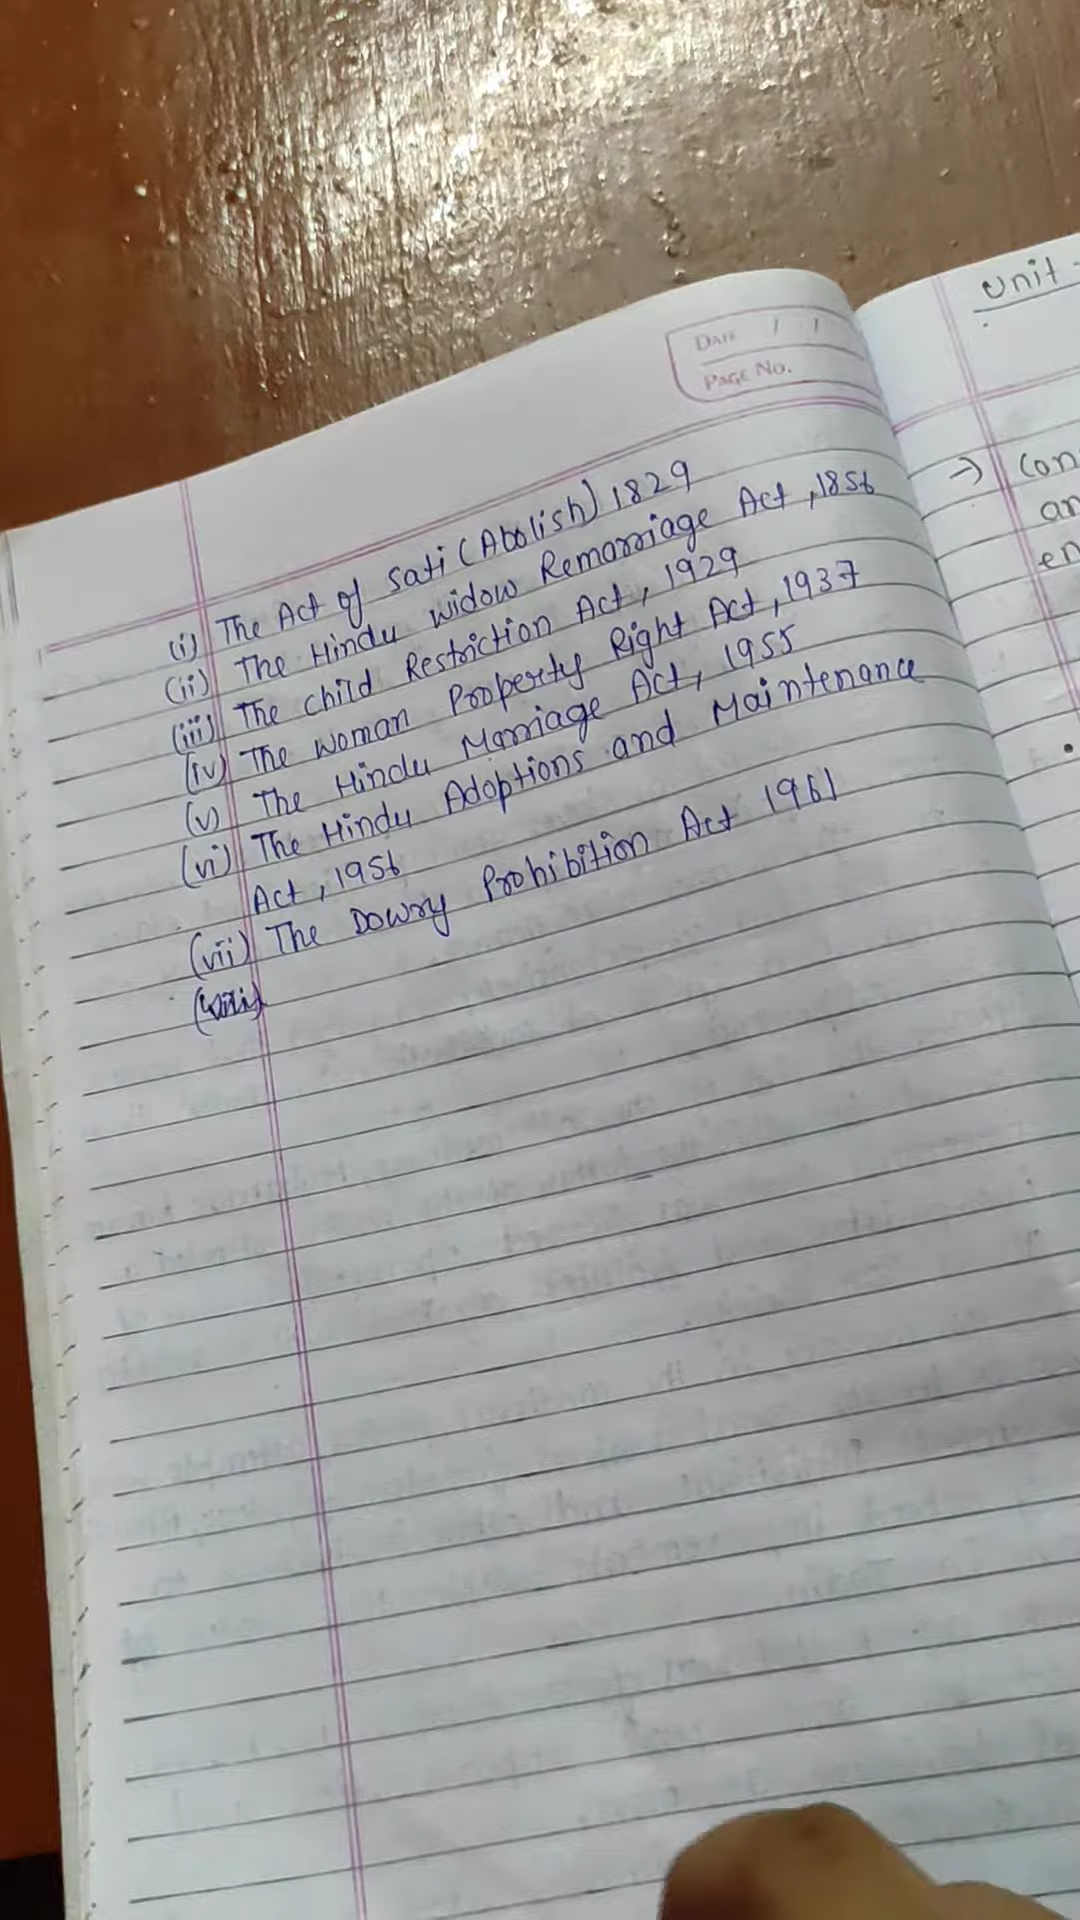 DATE / /
PAGE No.
(i) The Act of Sati (Abolish) 1829
(ii) The Hindu widow Remarriage Act, 1856
(iii) The child Restriction Act, 1929
(iv) The woman Property Right Act, 1937
(v) The Hindu Marriage Act, 1955
(vi) The Hindu Adoptions and Maintenance
Act, 1956
(vii) The Dowry Prohibition Act 1961
unit -
→ Con
an
en